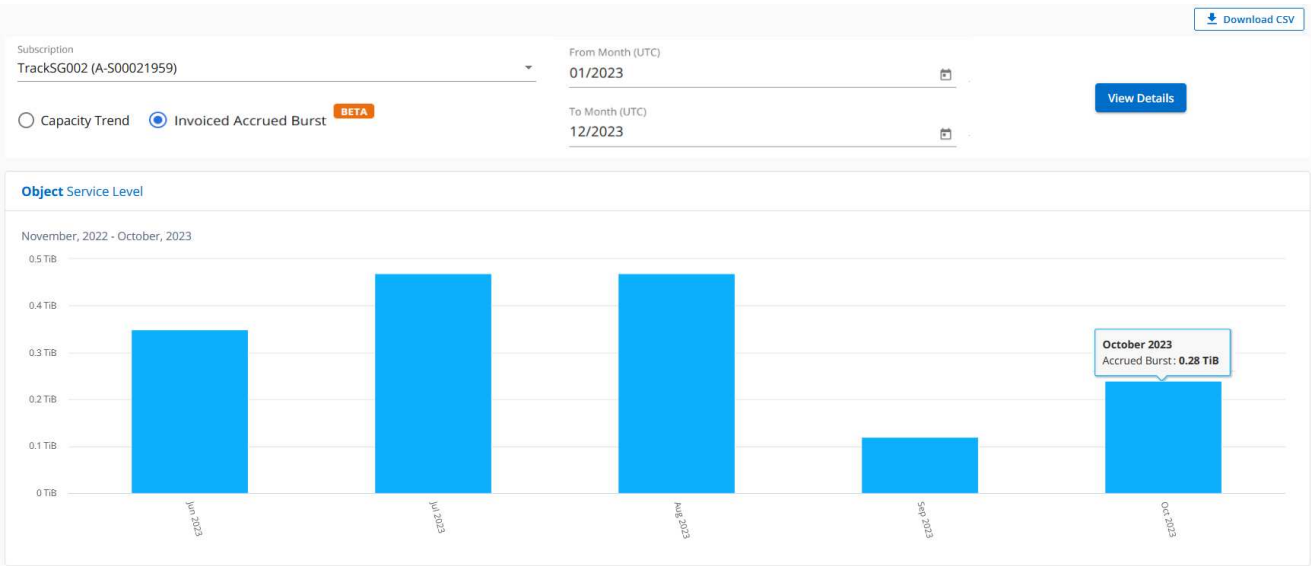 Download CSV
Subscription
TrackSG002 (A-S00021959)
From Month (UTC)
01/2023
View Details
Capacity Trend
Invoiced Accrued Burst
BETA
To Month (UTC)
12/2023
Object Service Level
November, 2022 - October, 2023
0.5 TiB
0.4 TiB
0.3 TiB
0.2 TiB
0.1 TiB
0 TiB
October 2023
Accrued Burst: 0.28 TiB
Jun 2023
Jul 2023
Aug 2023
Sep 2023
Oct 2023